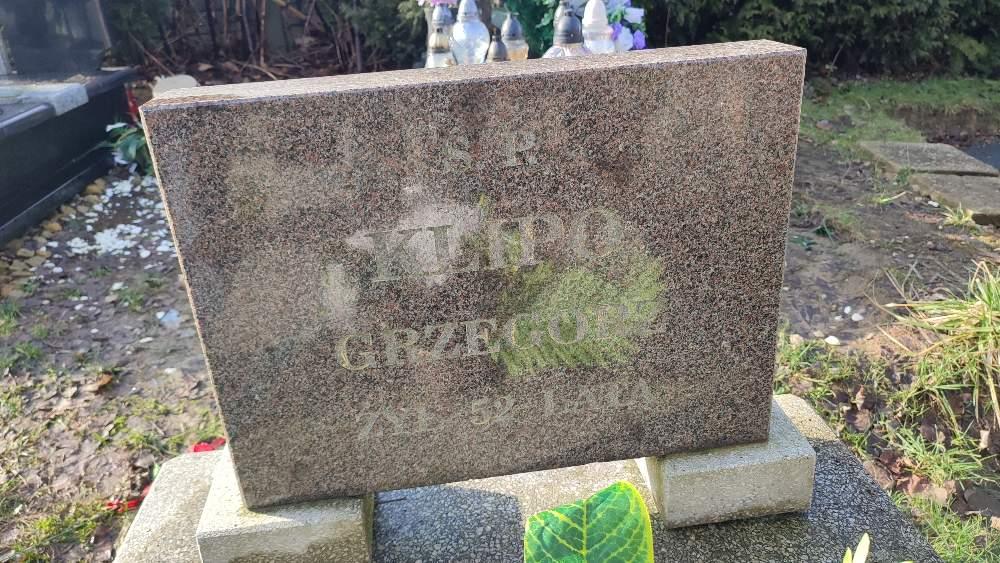 Ś. P.
KLIPO
GRZEGORZ
ŻYŁ 52 LATA